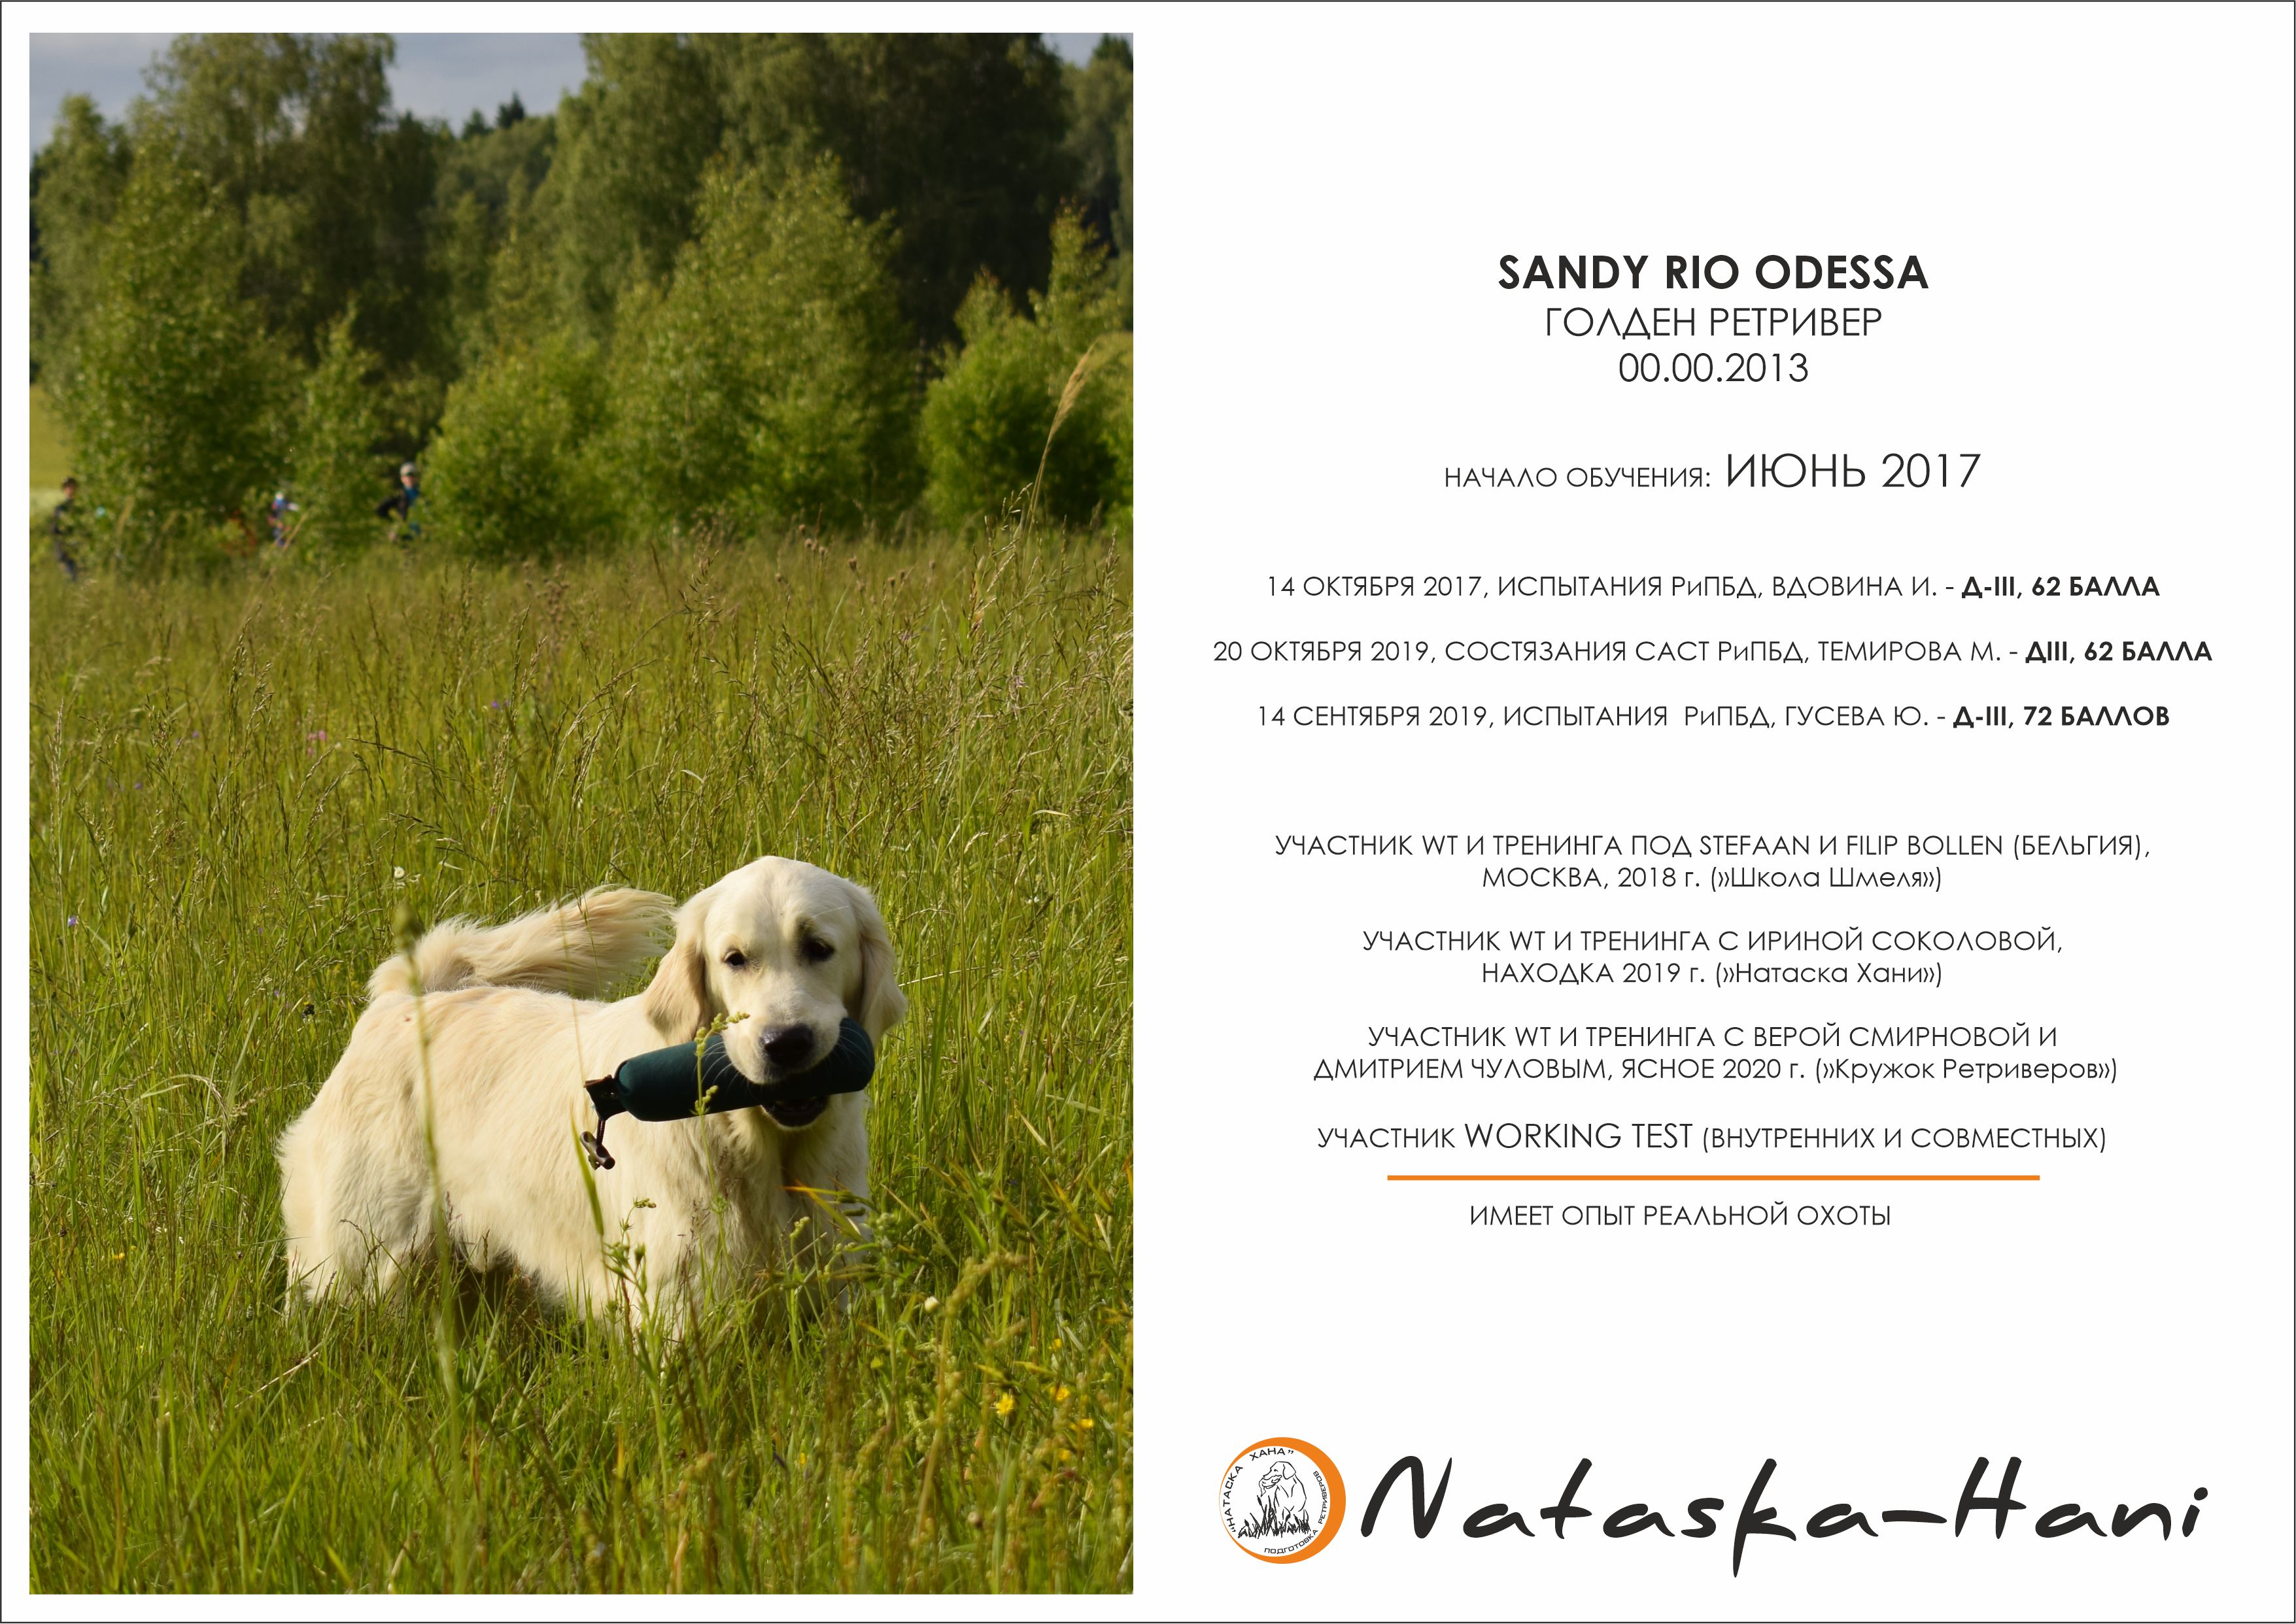 SANDY RIO ODESSA
ГОЛДЕН РЕТРИВЕР
00.00.2013
НАЧАЛО ОБУЧЕНИЯ: ИЮНЬ 2017
14 ОКТЯБРЯ 2017, ИСПЫТАНИЯ РиПБД, ВДОВИНА И. - Д-III, 62 БАЛЛА
20 ОКТЯБРЯ 2019, СОСТЯЗАНИЯ САСТ РиПБД, ТЕМИРОВА М. - ДIII, 62 БАЛЛА
14 СЕНТЯБРЯ 2019, ИСПЫТАНИЯ  РиПБД, ГУСЕВА Ю. - Д-III, 72 БАЛЛОВ
УЧАСТНИК WT И ТРЕНИНГА ПОД STEFAAN И FILIP BOLLEN (БЕЛЬГИЯ),
МОСКВА, 2018 г. (»Школа Шмеля»)
УЧАСТНИК WT И ТРЕНИНГА С ИРИНОЙ СОКОЛОВОЙ,
НАХОДКА 2019 г. (»Натаска Хани»)
УЧАСТНИК WT И ТРЕНИНГА С ВЕРОЙ СМИРНОВОЙ И
ДМИТРИЕМ ЧУЛОВЫМ, ЯСНОЕ 2020 г. (»Кружок Ретриверов»)
УЧАСТНИК WORKING TEST (ВНУТРЕННИХ И СОВМЕСТНЫХ)
ИМЕЕТ ОПЫТ РЕАЛЬНОЙ ОХОТЫ
"НАТАСКА ХАНА"
ПОДГОТОВКА РЕТРИВЕРОВ
Nataska-Hani